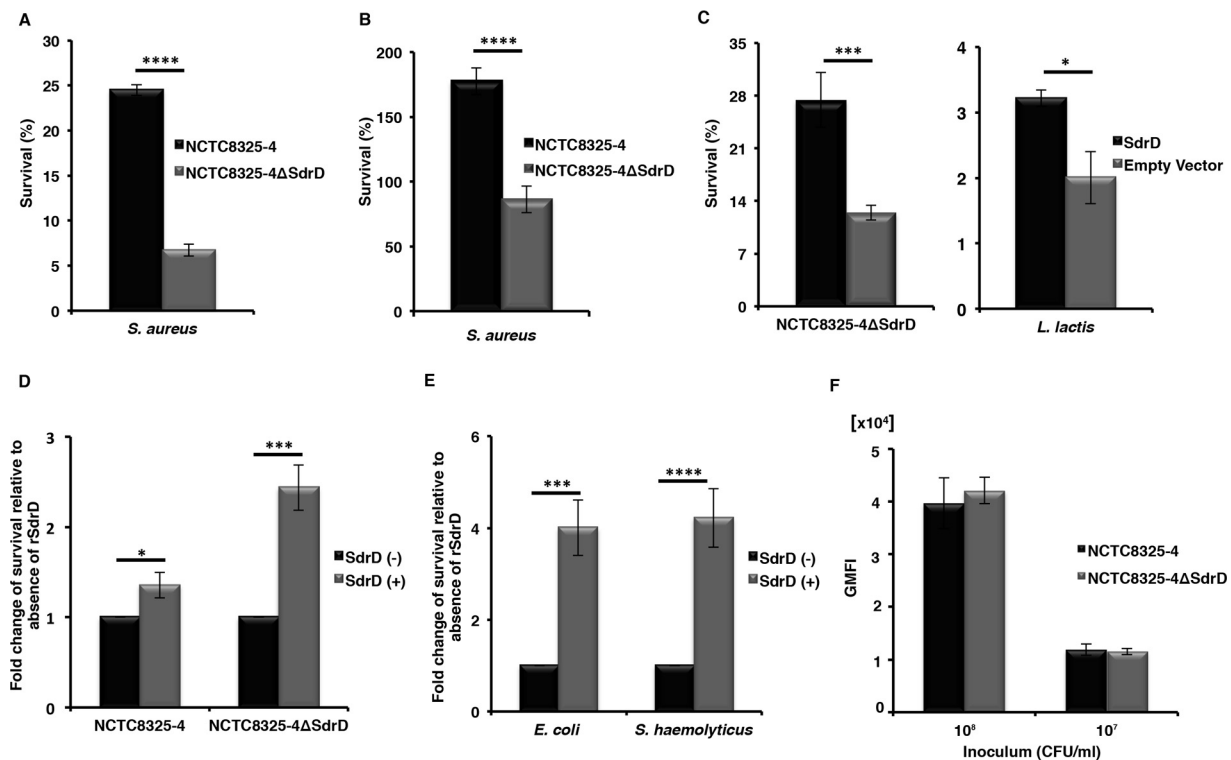 A
Survival (%)
30
25
20
15
10
5
0
****
NCTC8325-4
NCTC8325-4ΔSdrD
S. aureus
B
Survival (%)
200
150
100
50
0
****
NCTC8325-4
NCTC8325-4ΔSdrD
S. aureus
C
Survival (%)
35
28
21
14
7
0
***
NCTC8325-4ΔSdrD
4
3
2
1
0
*
SdrD
Empty Vector
L. lactis
D
Fold change of survival relative to
absence of rSdrD
3
2
1
0
*
***
SdrD (-)
SdrD (+)
NCTC8325-4
NCTC8325-4ΔSdrD
E
Fold change of survival relative to
absence of rSdrD
6
4
2
0
***
****
SdrD (-)
SdrD (+)
E. coli
S. haemolyticus
F
[x10⁴]
GMFI
5
4
3
2
1
0
NCTC8325-4
NCTC8325-4ΔSdrD
10⁸
10⁷
Inoculum (CFU/ml)